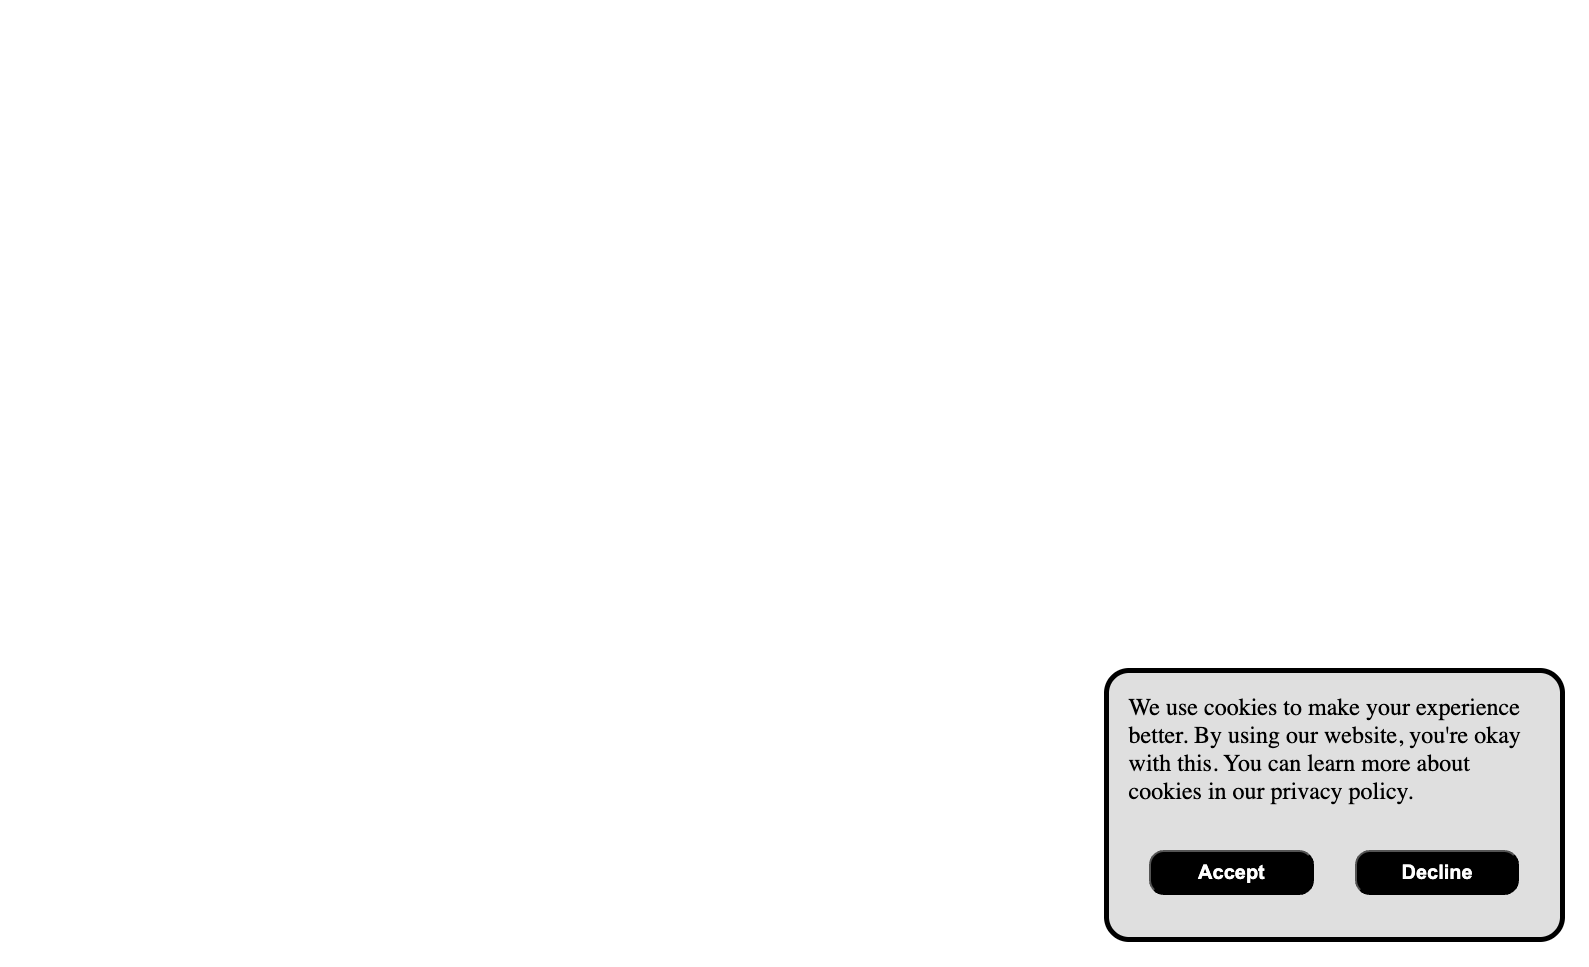 We use cookies to make your experience
better. By using our website, you're okay
with this. You can learn more about
cookies in our privacy policy.
Accept
Decline